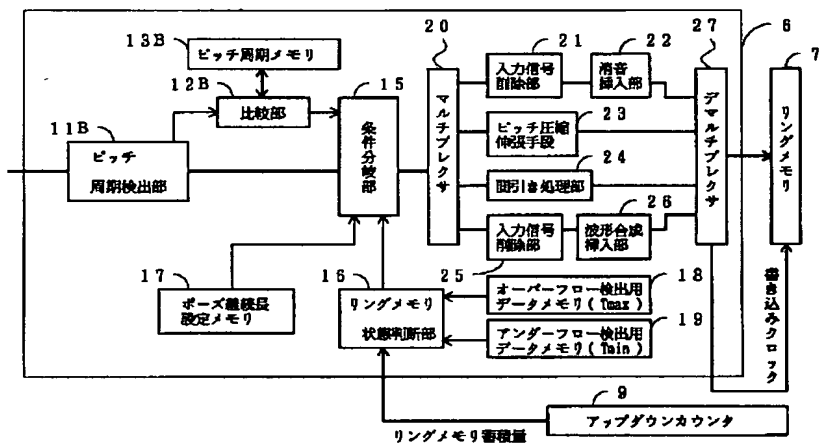 13B
ピッチ周期メモリ
12B
比較部
11B
ピッチ
周期検出部
15
条件分岐部
20
マルチプレクサ
21
入力信号
削除部
22
消音
挿入部
23
ピッチ圧縮
伸張手段
24
間引き処理部
25
入力信号
削除部
26
波形合成
挿入部
27
デマルチプレクサ
6
7
リングメモリ
書き込みクロック
17
ポーズ継続長
設定メモリ
16
リングメモリ
状態判断部
18
オーバーフロー検出用
データメモリ(Tmax)
19
アンダーフロー検出用
データメモリ(Tmin)
9
アップダウンカウンタ
リングメモリ蓄積量